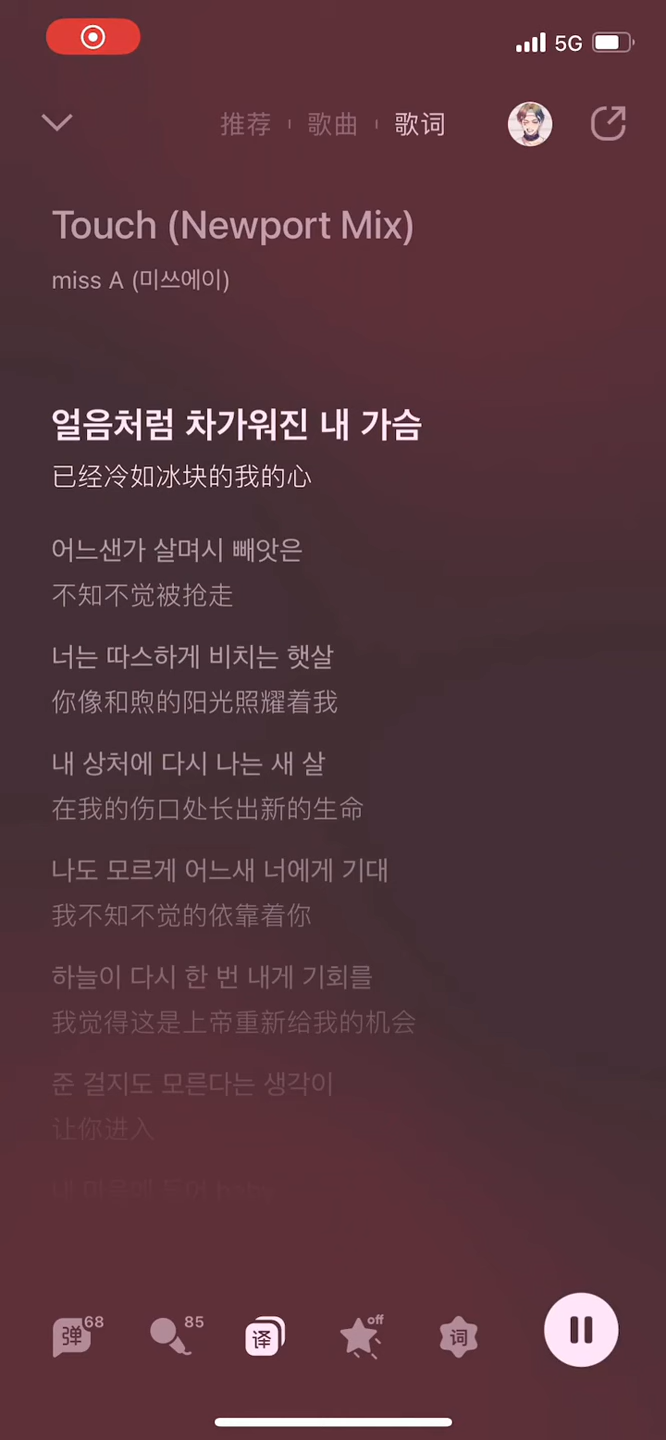 5G
推荐 歌曲 歌词
Touch (Newport Mix)
miss A (미쓰에이)
얼음처럼 차가워진 내 가슴
已经冷如冰块的我的心
어느샌가 살며시 빼앗은
不知不觉被抢走
너는 따스하게 비치는 햇살
你像和煦的阳光照耀着我
내 상처에 다시 나는 새 살
在我的伤口处长出新的生命
나도 모르게 어느새 너에게 기대
我不知不觉的依靠着你
하늘이 다시 한 번 내게 기회를
我觉得这是上帝重新给我的机会
준 걸지도 모른다는 생각이
让你进入
내 마음에 들어 baby
弹 68 85 译 off 词